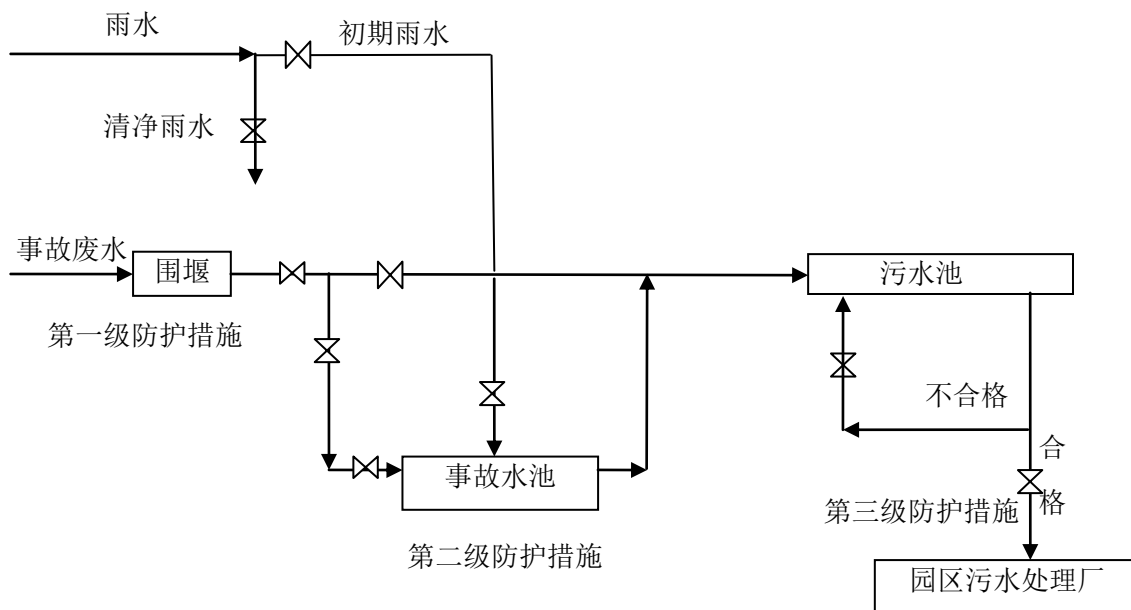 雨水
初期雨水
清净雨水
事故废水
围堰
污水池
第一级防护措施
不合格
合
格
事故水池
第三级防护措施
第二级防护措施
园区污水处理厂